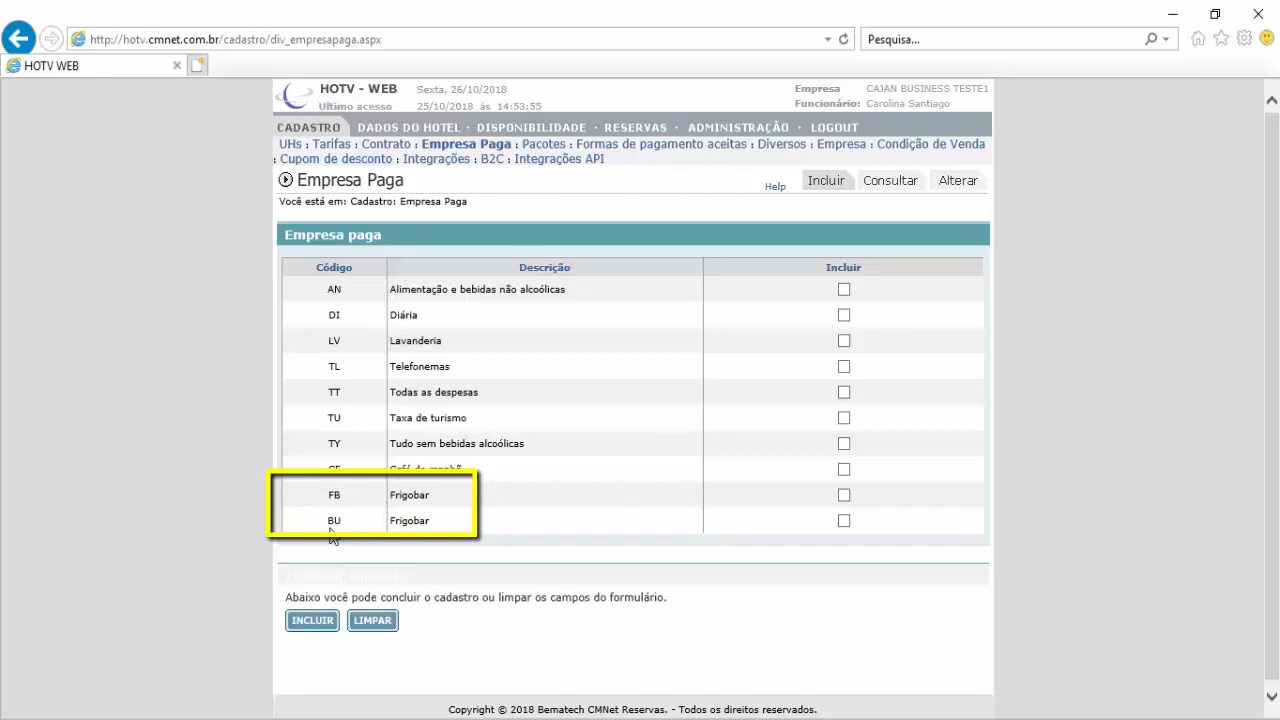 http://hotv.cmnet.com.br/cadastro/div_empresapaga.aspx
Pesquisa...
HOTV WEB
HOTV - WEB Sexta, 26/10/2018
Último acesso 25/10/2018 às 14:53:55
Empresa CAJAN BUSINESS TESTE1
Funcionário: Carolina Santiago
CADASTRO DADOS DO HOTEL · DISPONIBILIDADE · RESERVAS · ADMINISTRAÇÃO · LOGOUT
UHs : Tarifas : Contrato : Empresa Paga : Pacotes : Formas de pagamento aceitas : Diversos : Empresa : Condição de Venda
: Cupom de desconto : Integrações : B2C : Integrações API
Empresa Paga
Help Incluir Consultar Alterar
Você está em: Cadastro: Empresa Paga
Empresa paga
Código Descrição Incluir
AN Alimentação e bebidas não alcoólicas
DI Diária
LV Lavanderia
TL Telefonemas
TT Todas as despesas
TU Taxa de turismo
TY Tudo sem bebidas alcoólicas
Café da manhã
FB Frigobar
BU Frigobar
Abaixo você pode concluir o cadastro ou limpar os campos do formulário.
INCLUIR LIMPAR
Copyright © 2018 Bematech CMNet Reservas. - Todos os direitos reservados.